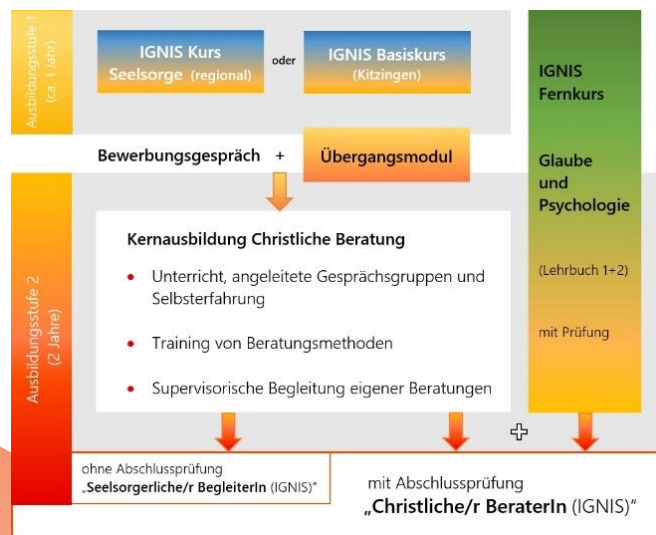 Ausbildungsstufe 1
(ca. 1 Jahr)
IGNIS Kurs
Seelsorge (regional)
oder
IGNIS Basiskurs
(Kitzingen)
Bewerbungsgespräch +
Übergangsmodul
Ausbildungsstufe 2
(2 Jahre)
Kernausbildung Christliche Beratung
• Unterricht, angeleitete Gesprächsgruppen und
Selbsterfahrung
• Training von Beratungsmethoden
• Supervisorische Begleitung eigener Beratungen
IGNIS
Fernkurs
Glaube
und
Psychologie
(Lehrbuch 1+2)
mit Prüfung
ohne Abschlussprüfung
„Seelsorgerliche/r BegleiterIn (IGNIS)“
mit Abschlussprüfung
„Christliche/r BeraterIn (IGNIS)“